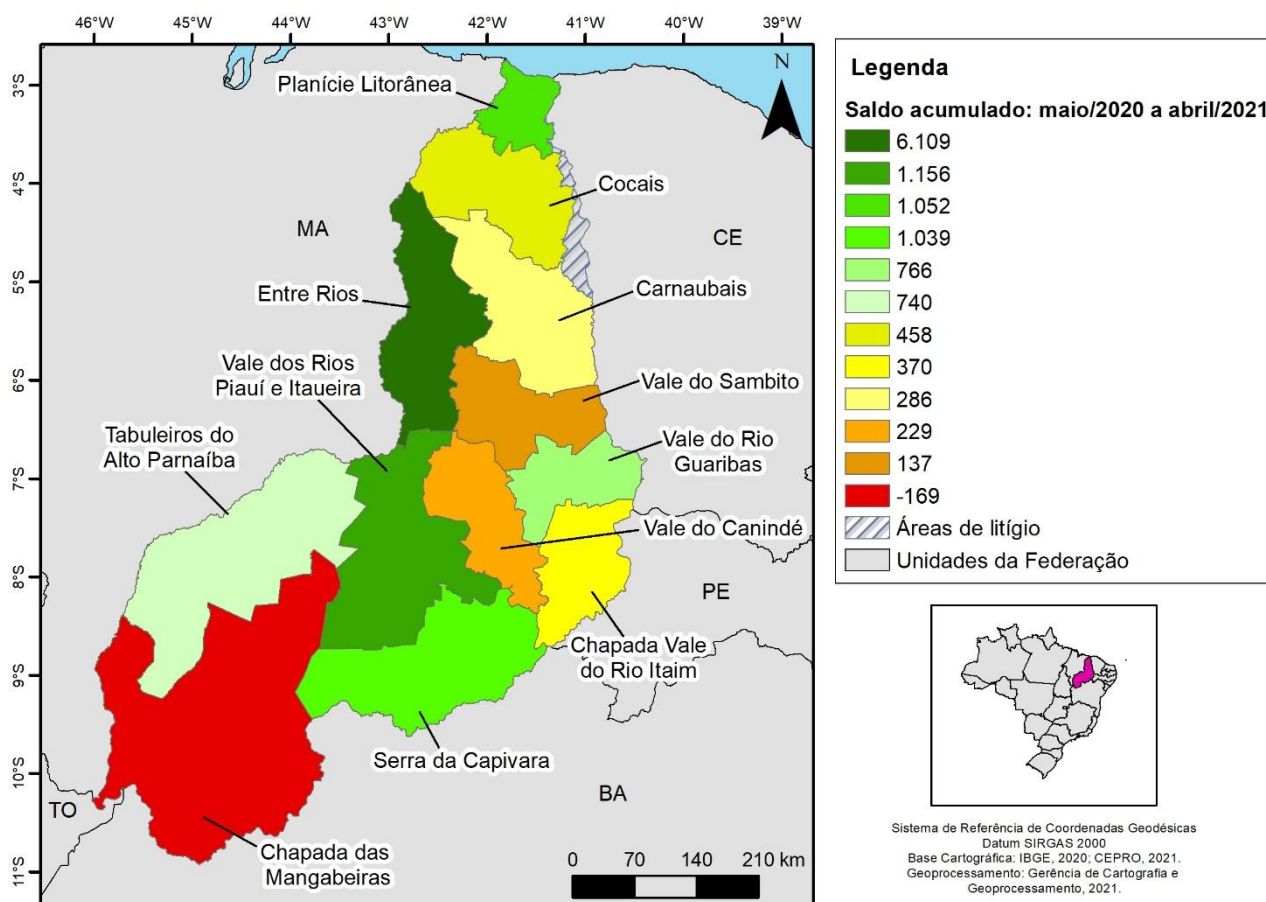 46°W
45°W
44°W
43°W
42°W
41°W
40°W
39°W
3°S
4°S
5°S
6°S
7°S
8°S
9°S
10°S
11°S
N
Planície Litorânea
Cocais
MA
CE
Entre Rios
Carnaubais
Vale dos Rios
Piauí e Itaueira
Vale do Sambito
Tabuleiros do
Alto Parnaíba
Vale do Rio
Guaribas
Vale do Canindé
PE
Chapada Vale
do Rio Itaim
Serra da Capivara
TO
BA
Chapada das
Mangabeiras
0 70 140 210 km
Legenda
Saldo acumulado: maio/2020 a abril/2021
6.109
1.156
1.052
1.039
766
740
458
370
286
229
137
-169
Áreas de litígio
Unidades da Federação
Sistema de Referência de Coordenadas Geodésicas
Datum SIRGAS 2000
Base Cartográfica: IBGE, 2020; CEPRO, 2021.
Geoprocessamento: Gerência de Cartografia e
Geoprocessamento, 2021.